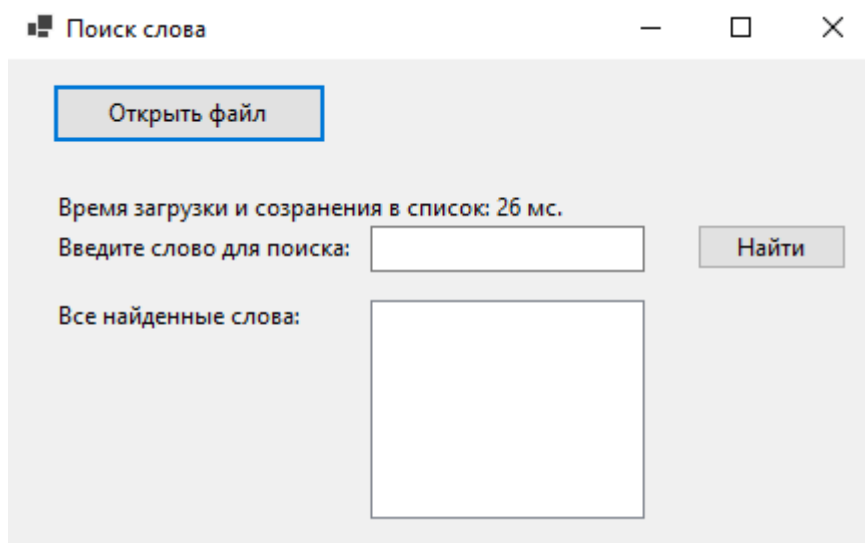 Поиск слова
Открыть файл
Время загрузки и созранения в список: 26 мс.
Введите слово для поиска:
Найти
Все найденные слова: